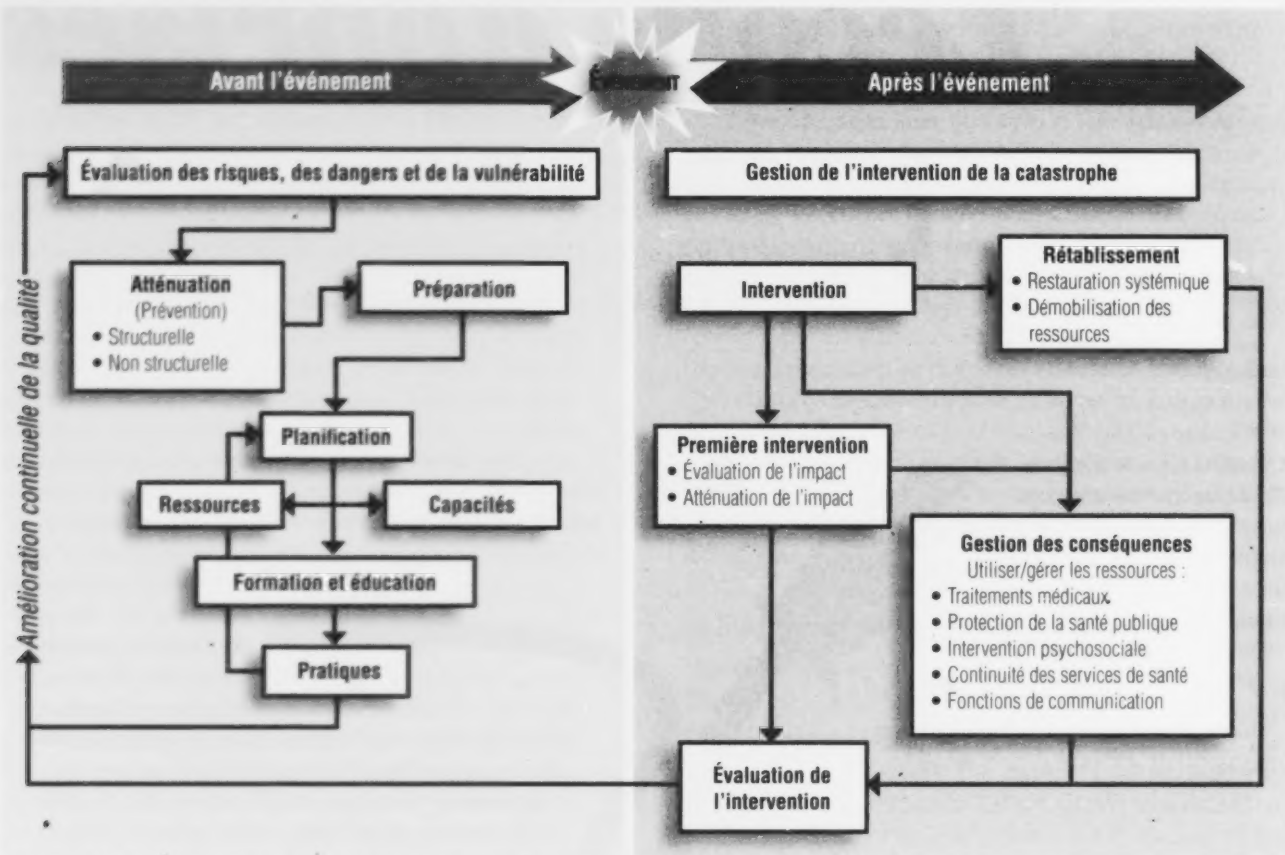 Avant l'événement
ÉVÉNEMENT
Après l'événement
Évaluation des risques, des dangers et de la vulnérabilité
Gestion de l'intervention de la catastrophe
Atténuation
(Prévention)
• Structurelle
• Non structurelle
Préparation
Planification
Ressources
Capacités
Formation et éducation
Pratiques
Amélioration continuelle de la qualité
Intervention
Rétablissement
• Restauration systémique
• Démobilisation des
ressources
Première intervention
• Évaluation de l'impact
• Atténuation de l'impact
Gestion des conséquences
Utiliser/gérer les ressources :
• Traitements médicaux
• Protection de la santé publique
• Intervention psychosociale
• Continuité des services de santé
• Fonctions de communication
Évaluation de
l'intervention